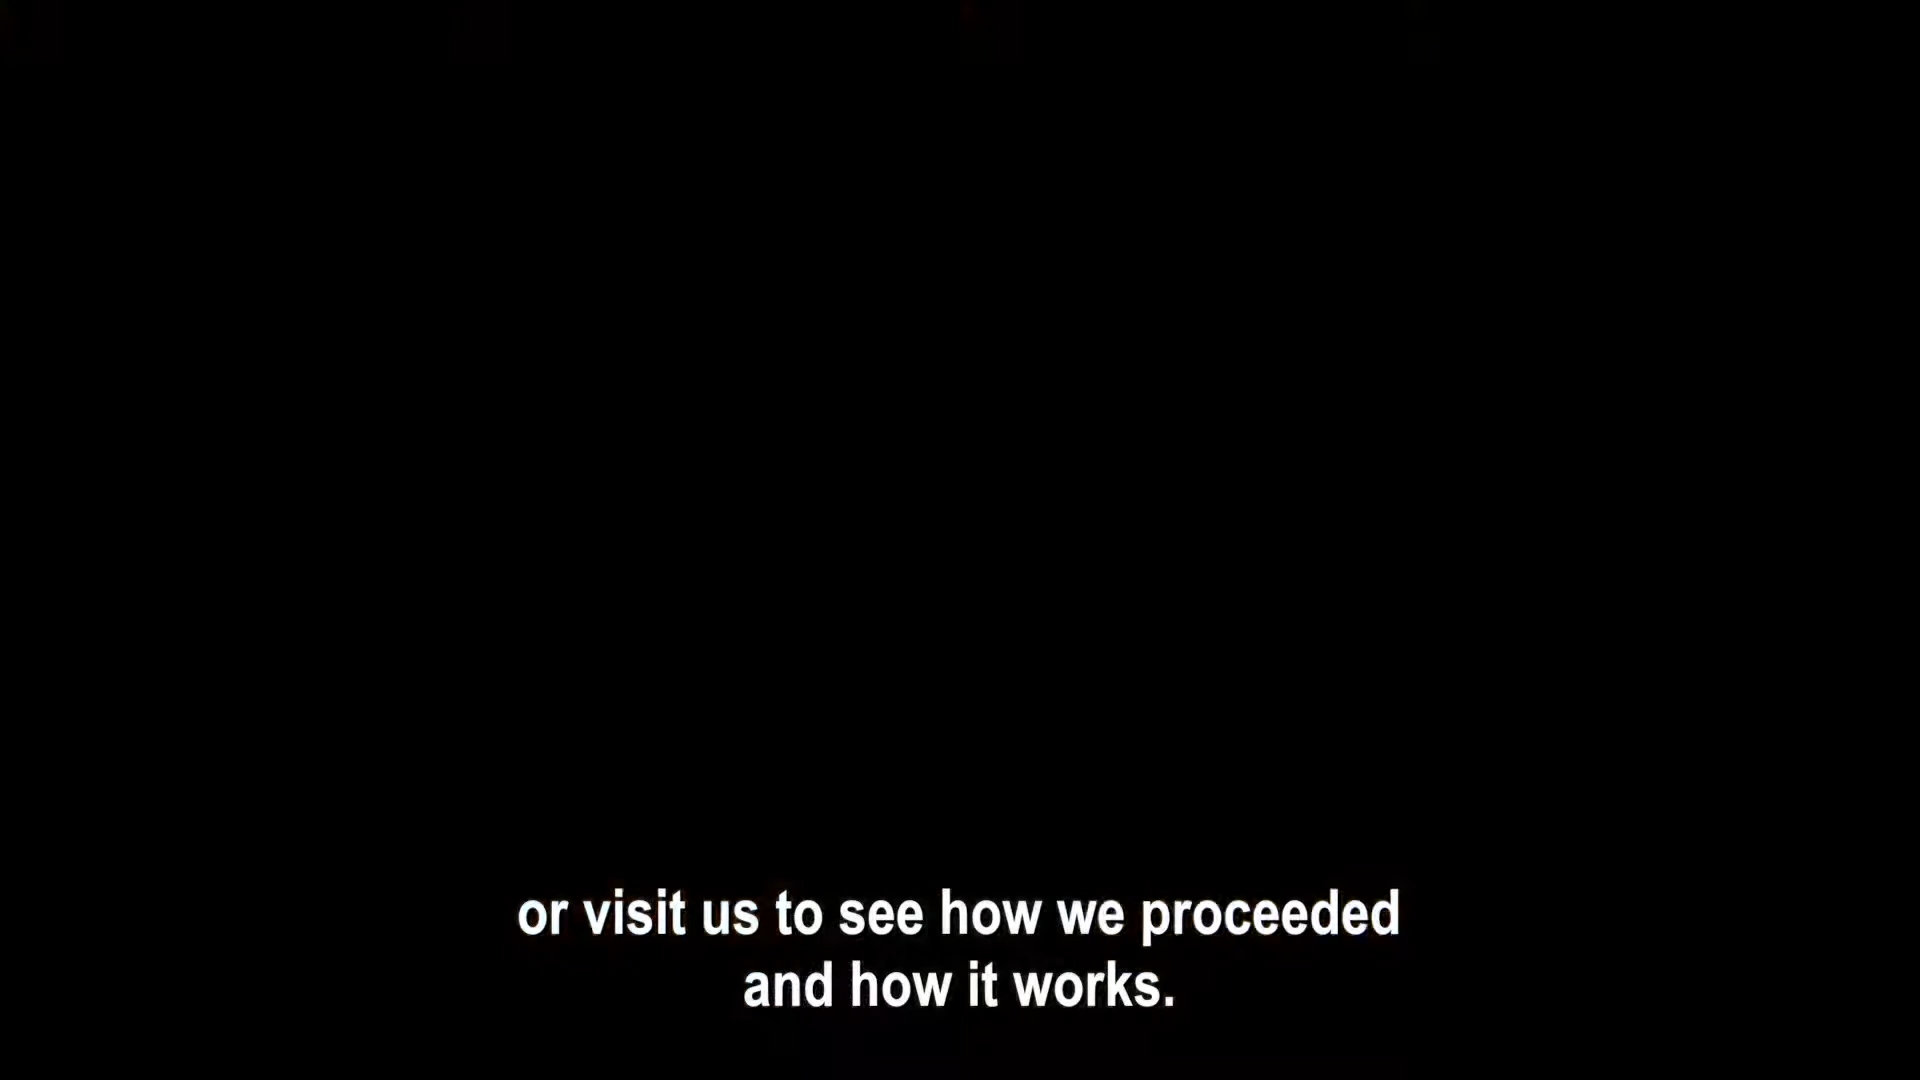 or visit us to see how we proceeded
and how it works.